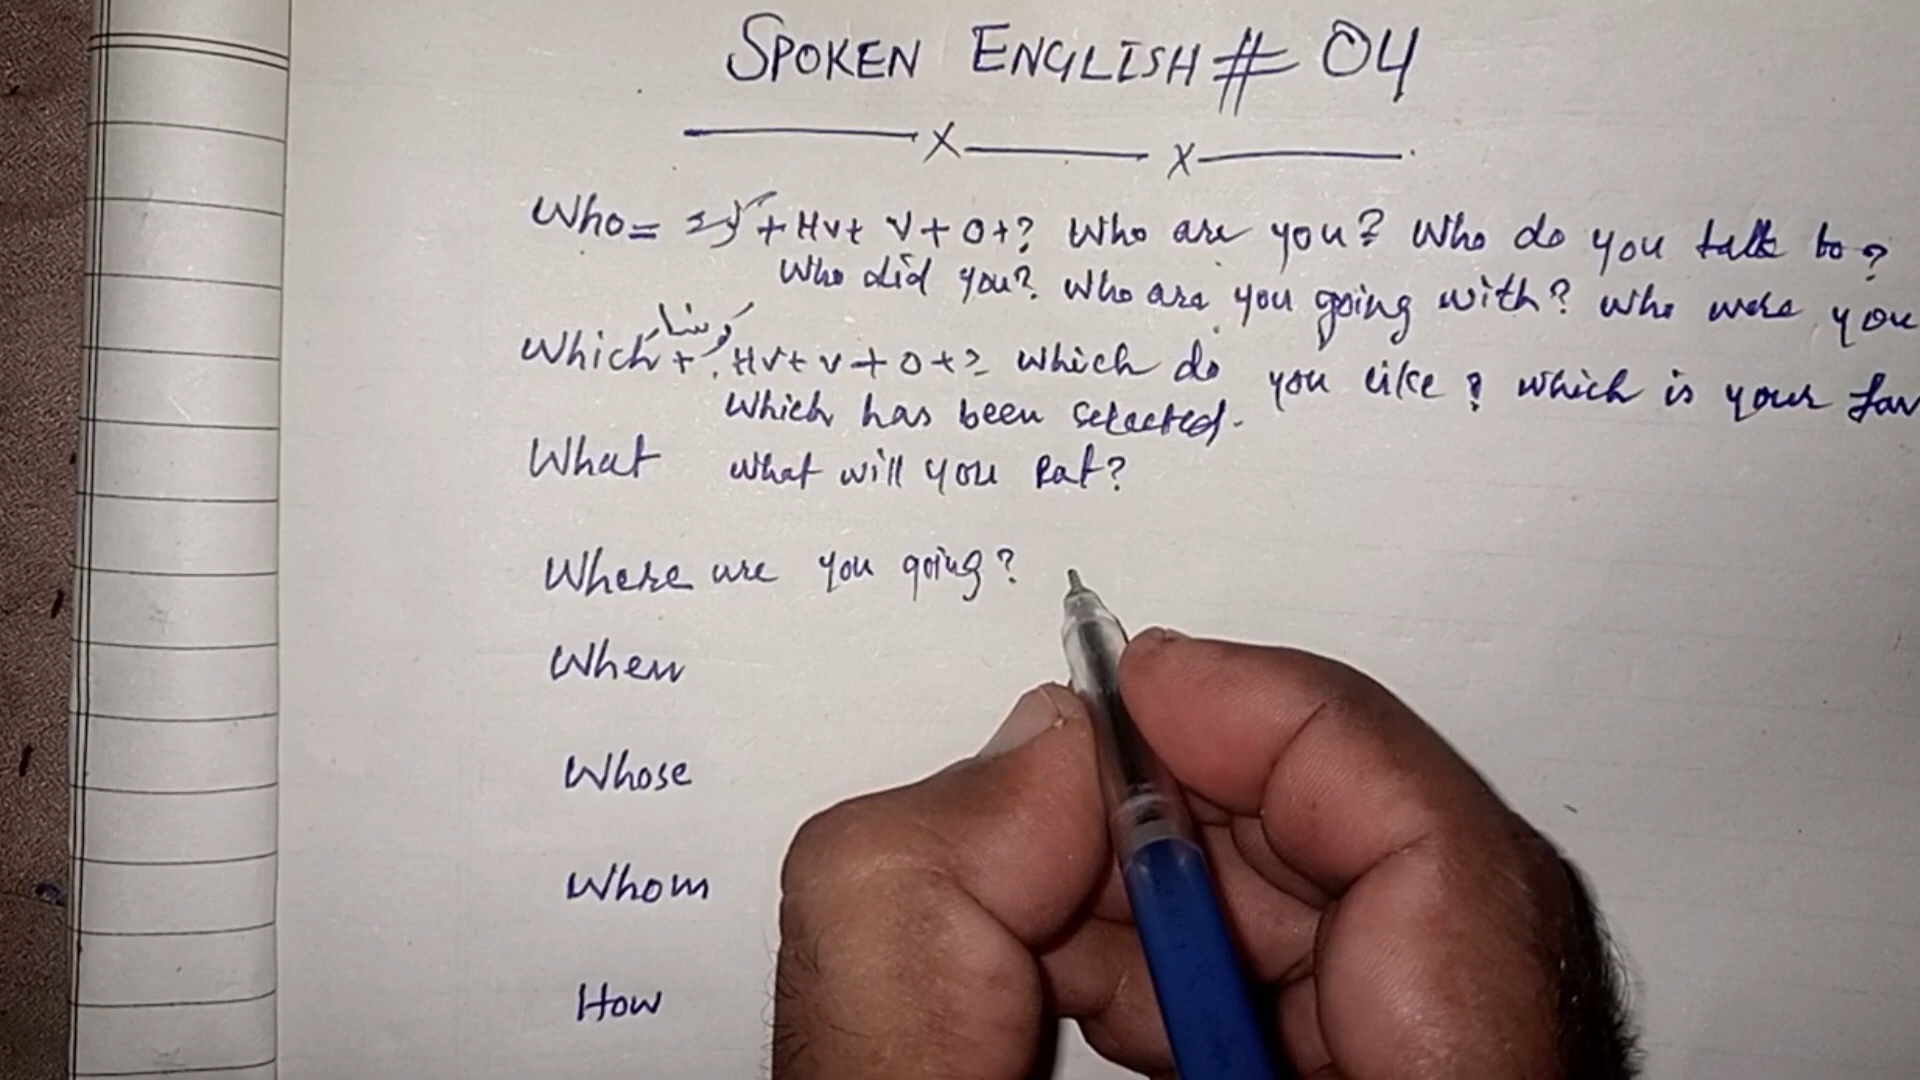 SPOKEN ENGLISH # 04
Who = + Hv + V + O + ? Who are you? Who do you talk to?
Who did you? Who are you going with? Who were you
کونسا
Which + Hv + v + o + ? Which do you like? which is your fav
Which has been selected.
What what will you eat?
Where are you going?
When
Whose
Whom
How